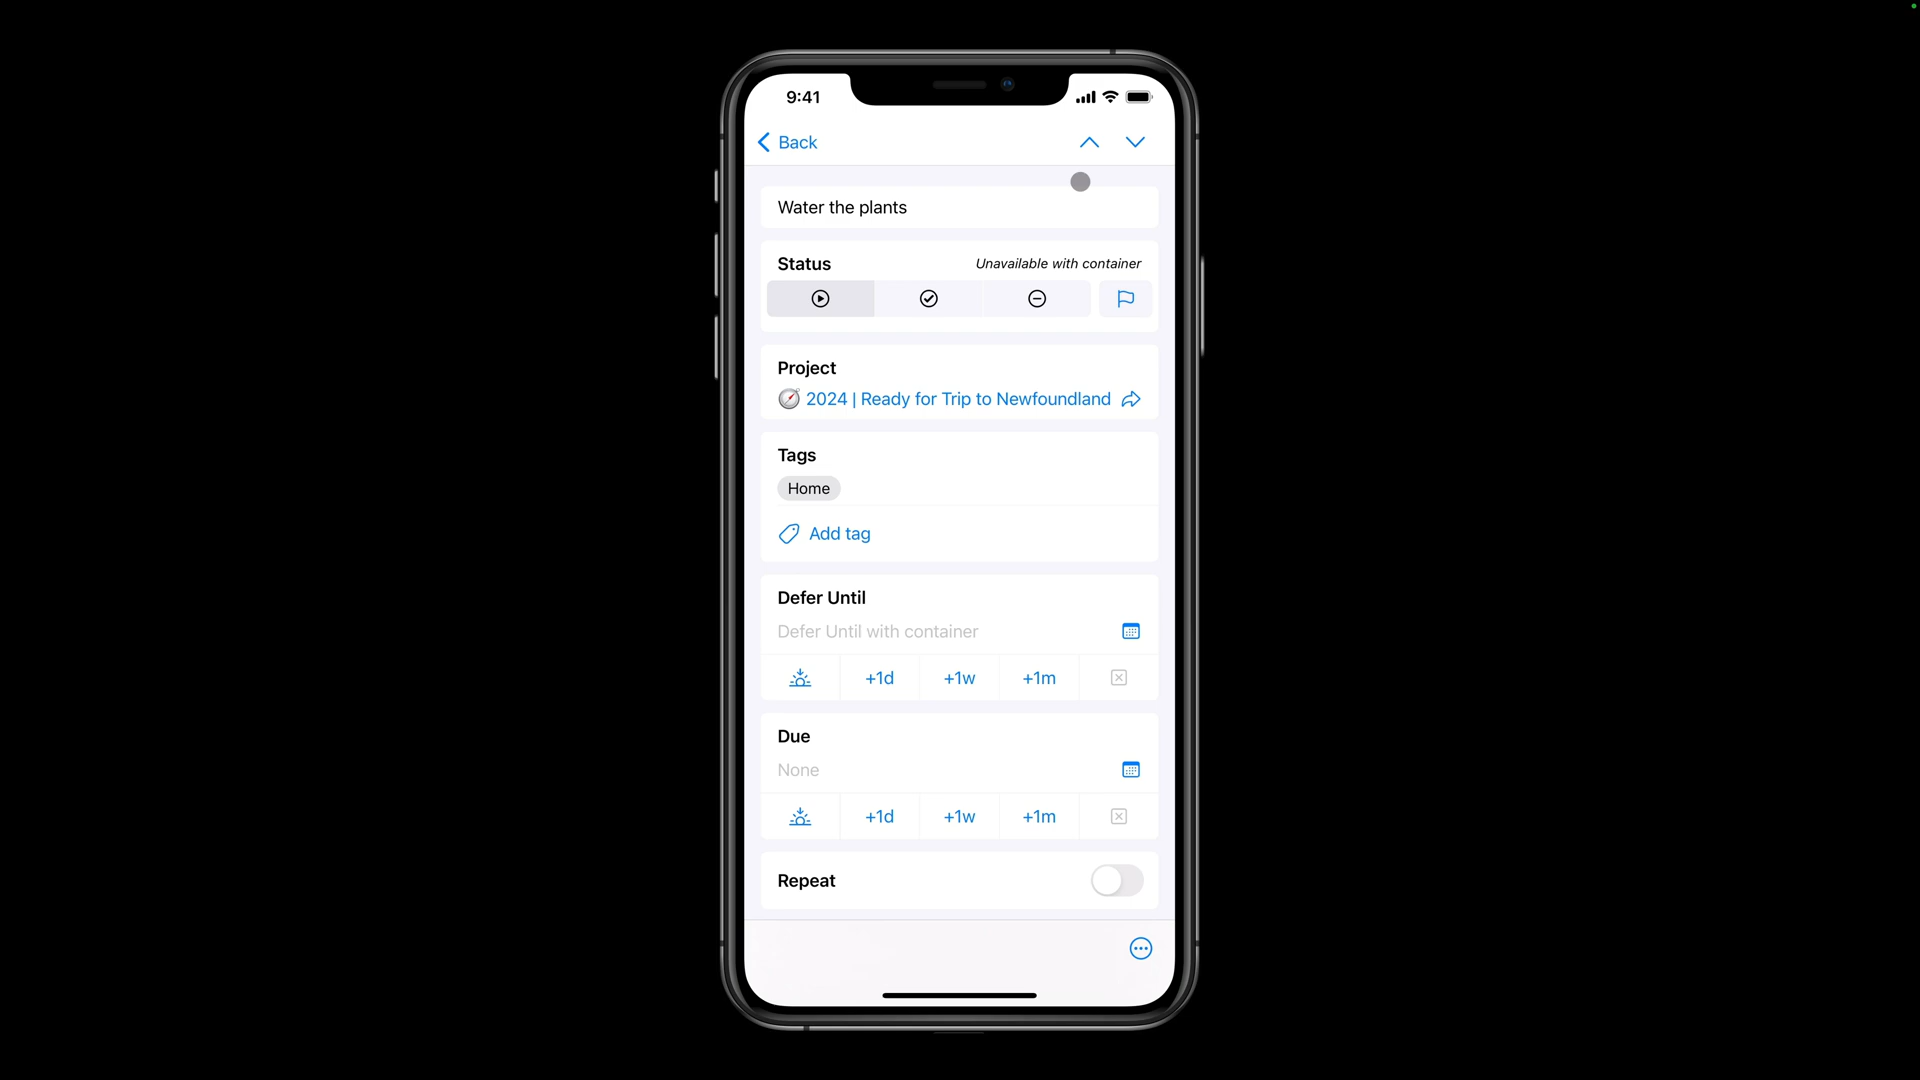 9:41
Back
Water the plants
Status
Unavailable with container
Project
2024 | Ready for Trip to Newfoundland
Tags
Home
Add tag
Defer Until
Defer Until with container
+1d +1w +1m
Due
None
+1d +1w +1m
Repeat